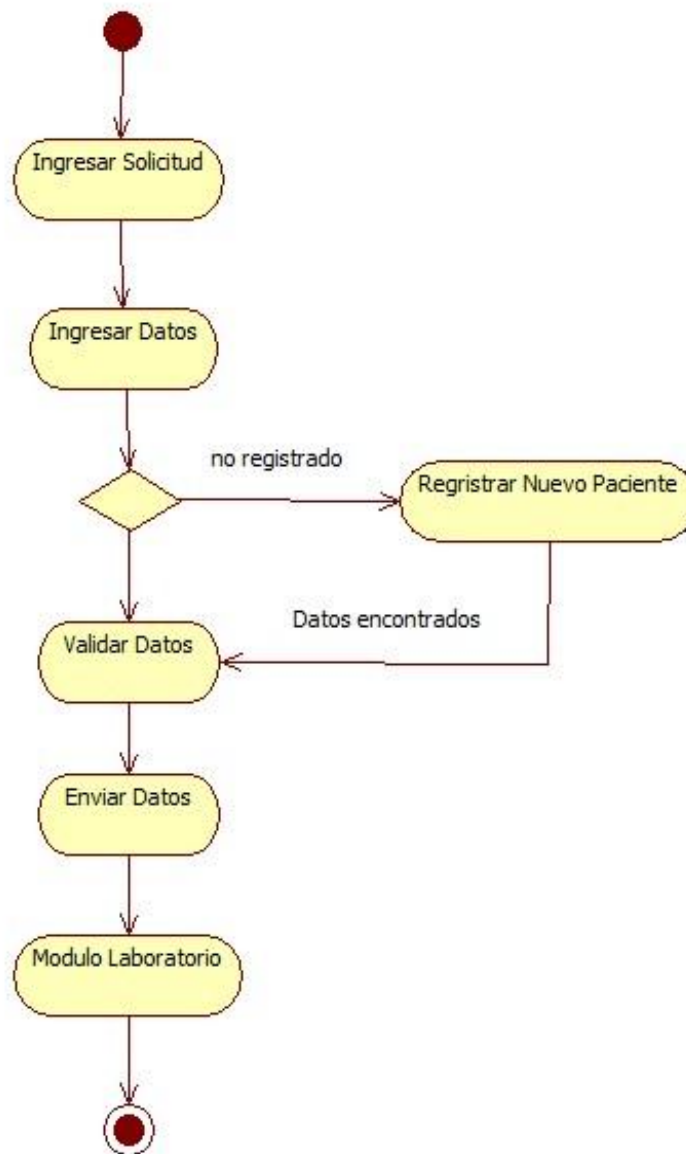 Ingresar Solicitud
Ingresar Datos
no registrado
Regristrar Nuevo Paciente
Datos encontrados
Validar Datos
Enviar Datos
Modulo Laboratorio